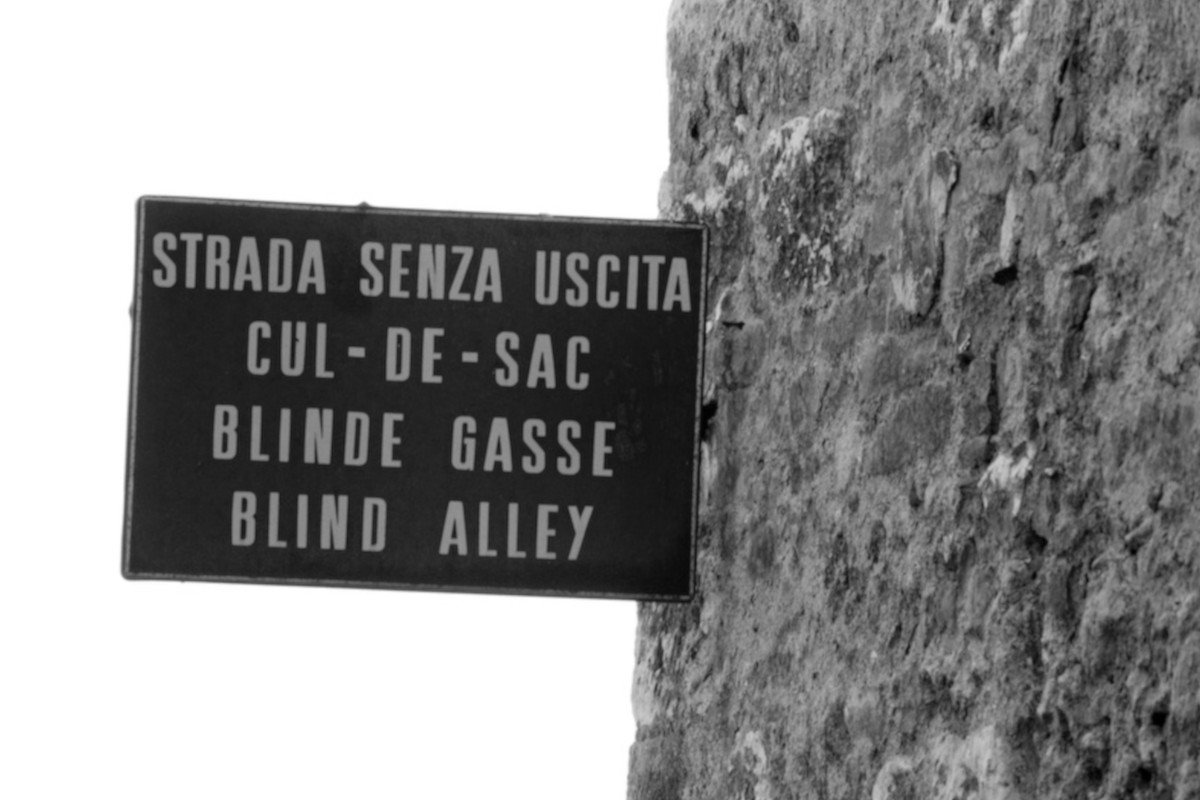 STRADA SENZA USCITA
CUL-DE-SAC
BLINDE GASSE
BLIND ALLEY